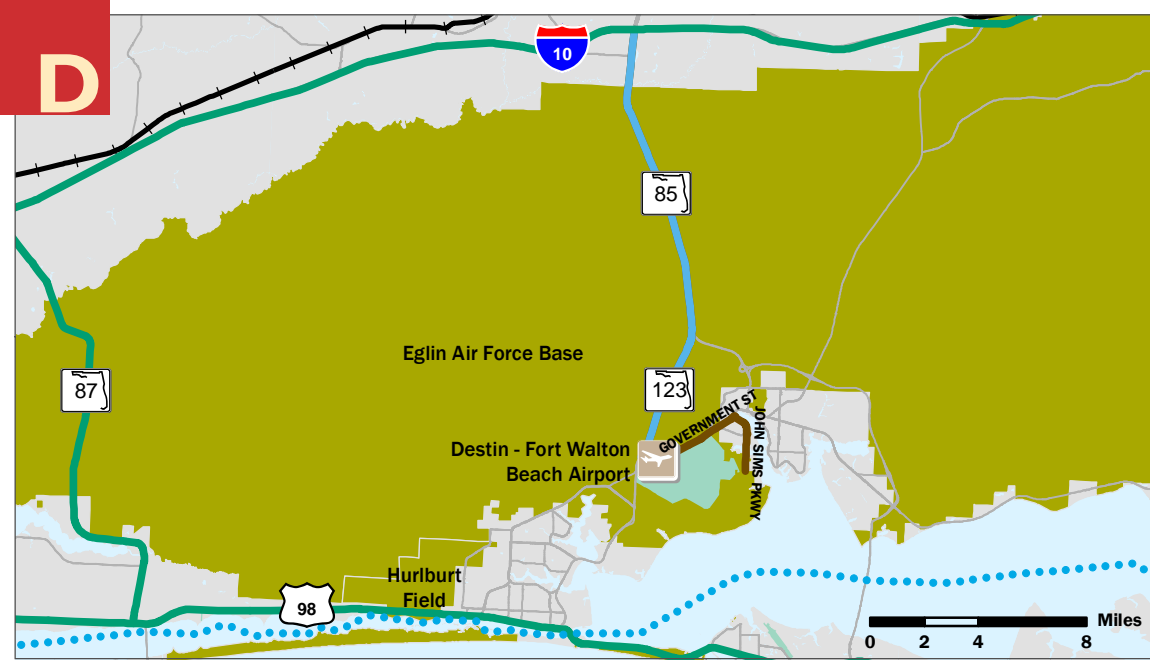 D
10
85
Eglin Air Force Base
87
123
GOVERNMENT ST
JOHN SIMS PKWY
Destin - Fort Walton
Beach Airport
Hurlburt
Field
98
Miles
0 2 4 8